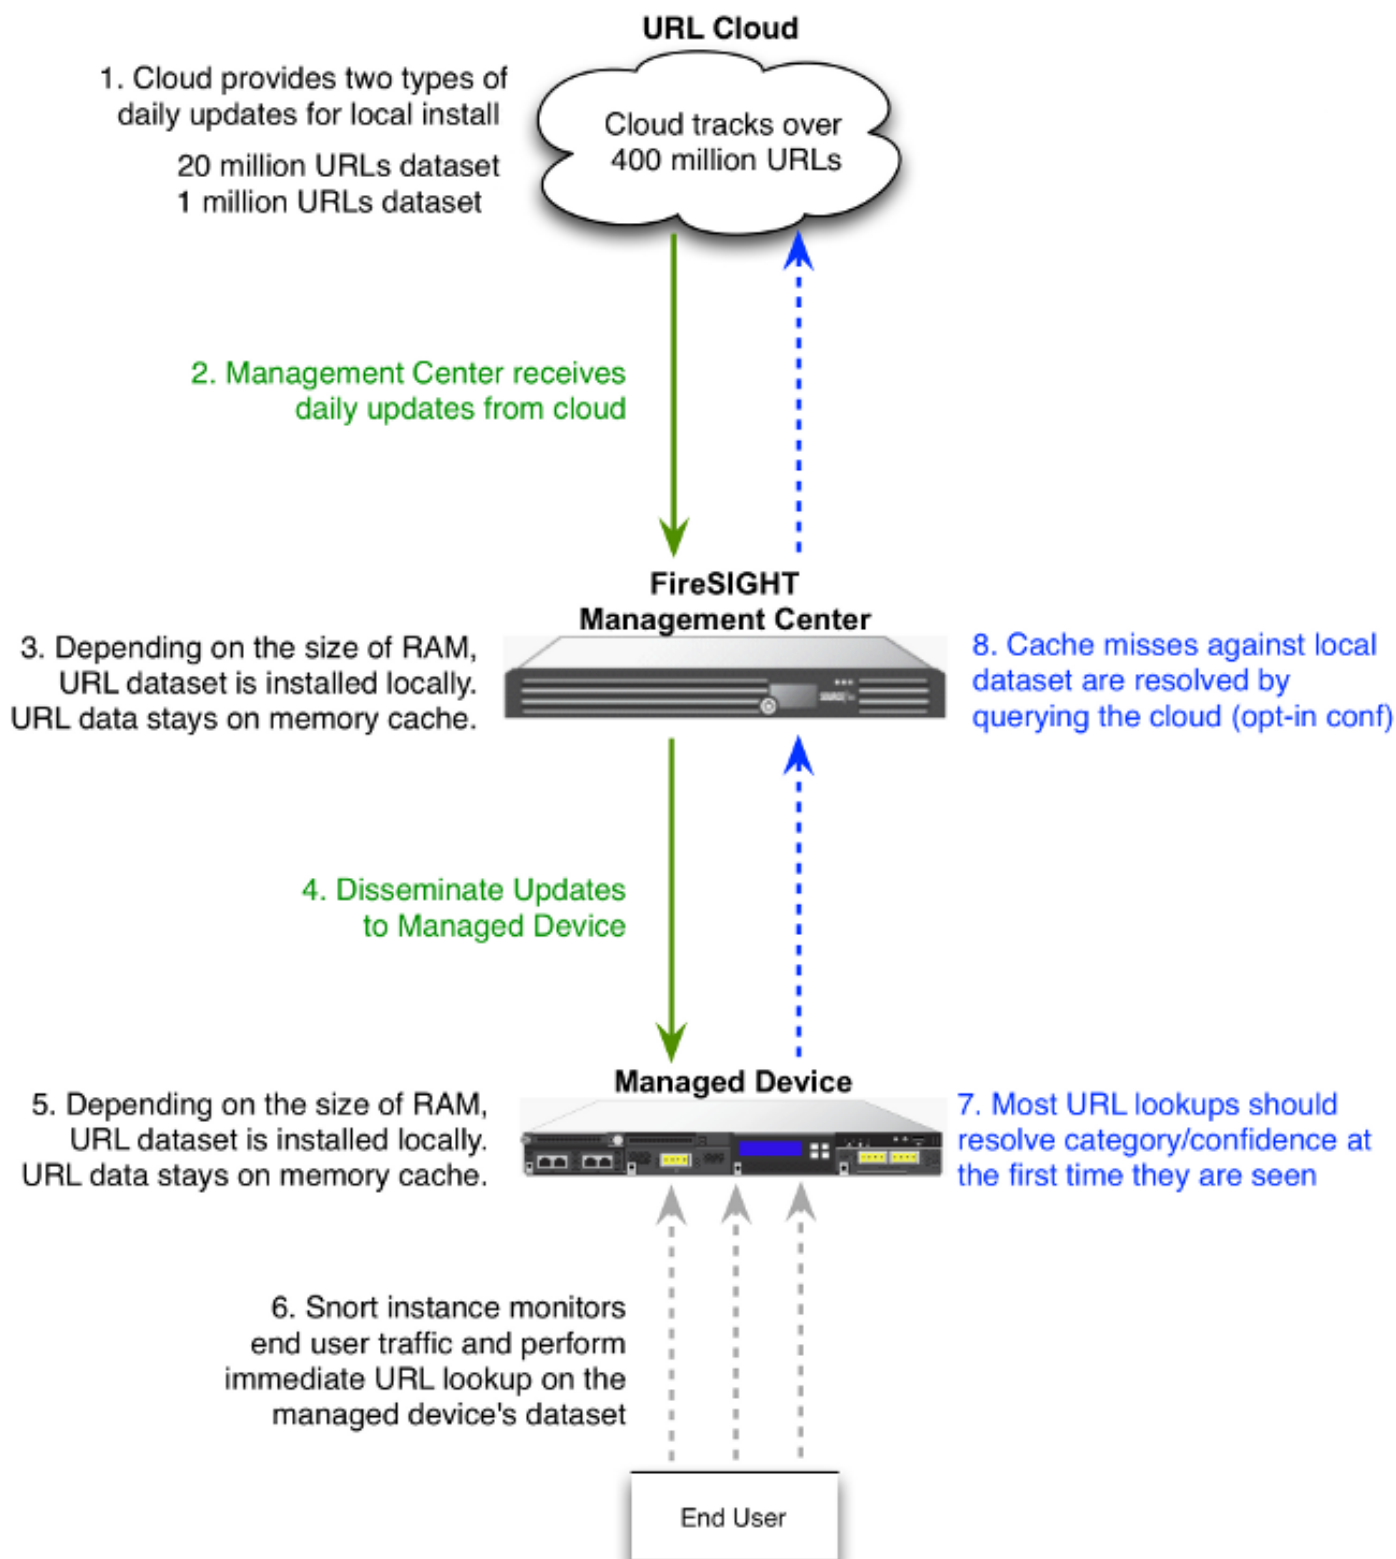 URL Cloud
1. Cloud provides two types of
daily updates for local install
20 million URLs dataset
1 million URLs dataset
Cloud tracks over
400 million URLs
2. Management Center receives
daily updates from cloud
FireSIGHT
Management Center
3. Depending on the size of RAM,
URL dataset is installed locally.
URL data stays on memory cache.
8. Cache misses against local
dataset are resolved by
querying the cloud (opt-in conf)
4. Disseminate Updates
to Managed Device
Managed Device
5. Depending on the size of RAM,
URL dataset is installed locally.
URL data stays on memory cache.
7. Most URL lookups should
resolve category/confidence at
the first time they are seen
6. Snort instance monitors
end user traffic and perform
immediate URL lookup on the
managed device's dataset
End User